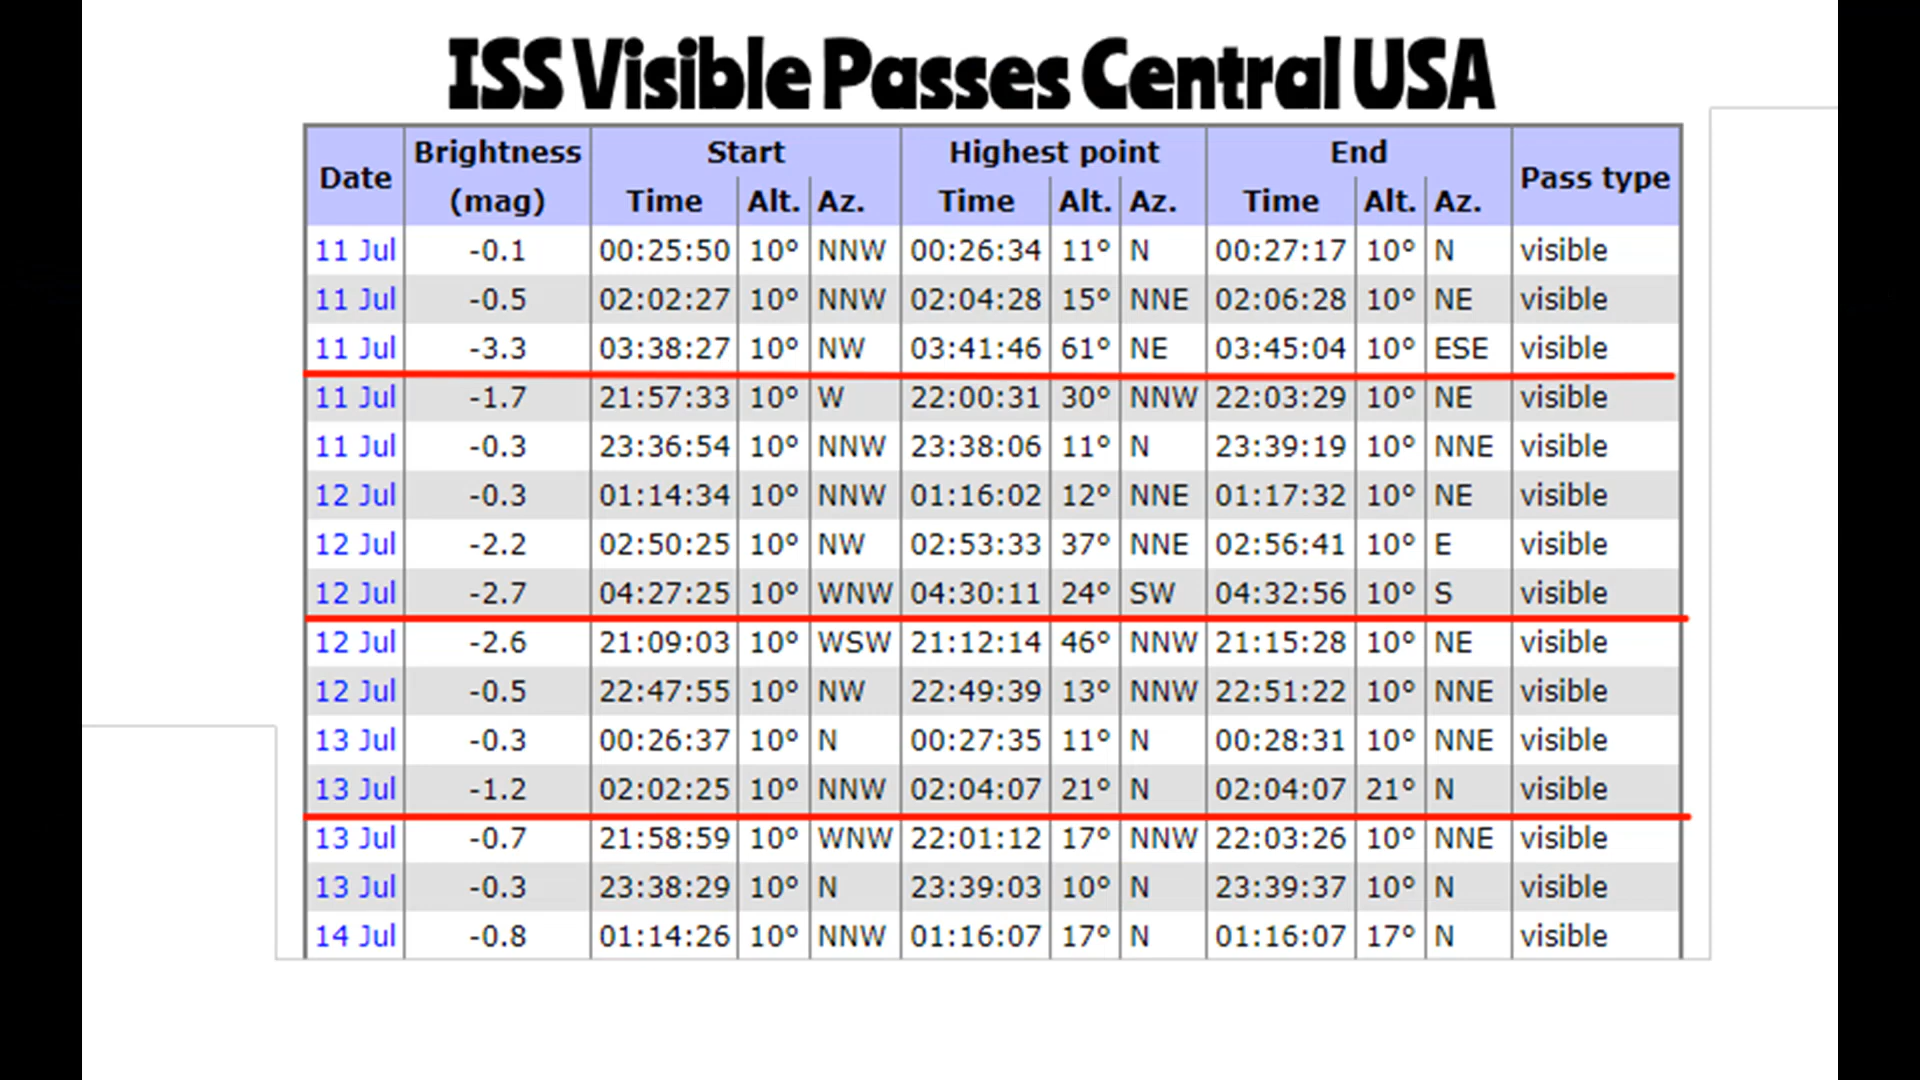 ISS Visible Passes Central USA
Date Brightness (mag) Start Highest point End Pass type
Time Alt. Az. Time Alt. Az. Time Alt. Az.
11 Jul -0.1 00:25:50 10° NNW 00:26:34 11° N 00:27:17 10° N visible
11 Jul -0.5 02:02:27 10° NNW 02:04:28 15° NNE 02:06:28 10° NE visible
11 Jul -3.3 03:38:27 10° NW 03:41:46 61° NE 03:45:04 10° ESE visible
11 Jul -1.7 21:57:33 10° W 22:00:31 30° NNW 22:03:29 10° NE visible
11 Jul -0.3 23:36:54 10° NNW 23:38:06 11° N 23:39:19 10° NNE visible
12 Jul -0.3 01:14:34 10° NNW 01:16:02 12° NNE 01:17:32 10° NE visible
12 Jul -2.2 02:50:25 10° NW 02:53:33 37° NNE 02:56:41 10° E visible
12 Jul -2.7 04:27:25 10° WNW 04:30:11 24° SW 04:32:56 10° S visible
12 Jul -2.6 21:09:03 10° WSW 21:12:14 46° NNW 21:15:28 10° NE visible
12 Jul -0.5 22:47:55 10° NW 22:49:39 13° NNW 22:51:22 10° NNE visible
13 Jul -0.3 00:26:37 10° N 00:27:35 11° N 00:28:31 10° NNE visible
13 Jul -1.2 02:02:25 10° NNW 02:04:07 21° N 02:04:07 21° N visible
13 Jul -0.7 21:58:59 10° WNW 22:01:12 17° NNW 22:03:26 10° NNE visible
13 Jul -0.3 23:38:29 10° N 23:39:03 10° N 23:39:37 10° N visible
14 Jul -0.8 01:14:26 10° NNW 01:16:07 17° N 01:16:07 17° N visible